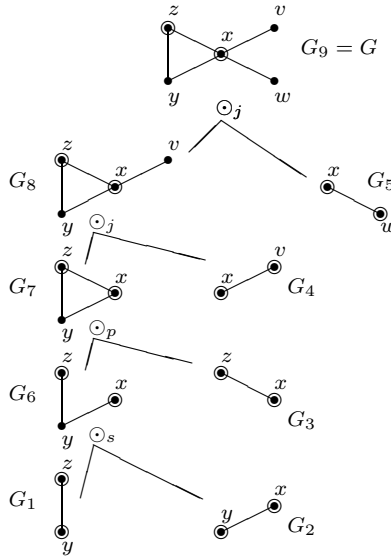 z v
x G₉ = G
y w
⊙j
z v
G₈ x x G₅
y w
⊙j
z v
G₇ x x G₄
y
⊙p
z z
G₆ x x G₃
y
⊙s
z x
G₁ G₂
y y